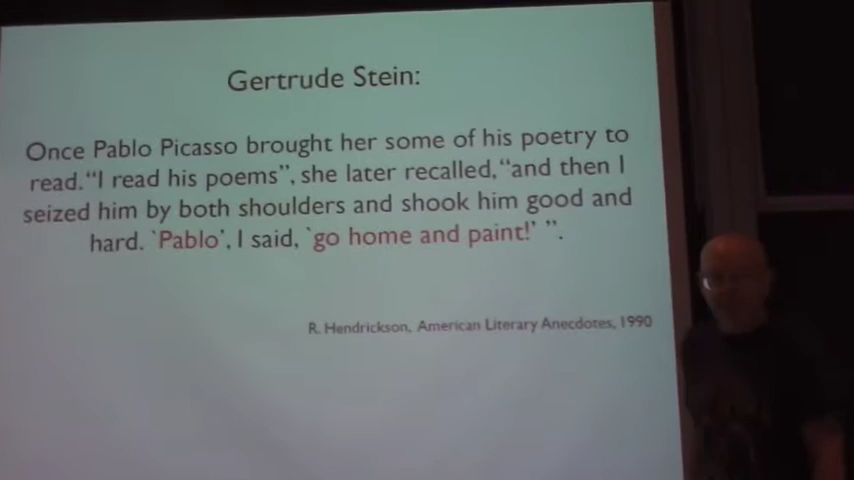 Gertrude Stein:
Once Pablo Picasso brought her some of his poetry to
read.“I read his poems”, she later recalled,“and then I
seized him by both shoulders and shook him good and
hard. `Pablo’, I said, `go home and paint!’ ”.
R. Hendrickson, American Literary Anecdotes, 1990